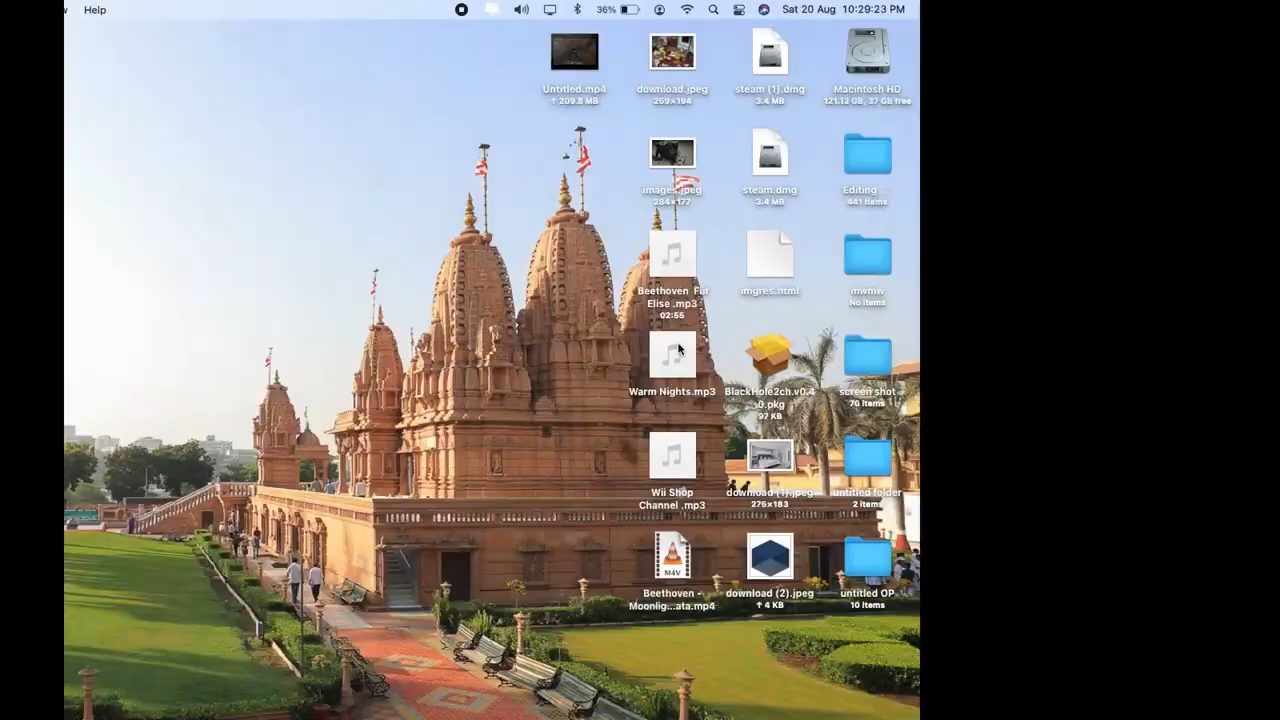 Help
36%
Sat 20 Aug 10:29:23 PM
Untitled.mp4
↑ 209.8 MB
download.jpeg
259×194
steam (1).dmg
3.4 MB
Macintosh HD
121.12 GB, 37 GB free
images.jpeg
284×177
steam.dmg
3.4 MB
Editing
441 items
Beethoven Für
Elise .mp3
02:55
imgres.html
mwmw
No items
Warm Nights.mp3
BlackHole2ch.v0.4
.0.pkg
97 KB
screen shot
70 items
Wii Shop
Channel .mp3
download (1).jpeg
275×183
untitled folder
2 items
M4V
Beethoven -
Moonlig...ata.mp4
download (2).jpeg
↑ 4 KB
untitled OP
10 items